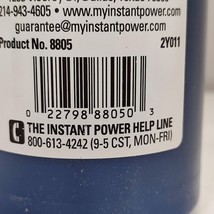 214-943-4605 • www.myinstantpower.com
guarantee@myinstantpower.com
Product No. 8805 2Y011
0 22798 88050 3
THE INSTANT POWER HELP LINE
800-613-4242 (9-5 CST, MON-FRI)